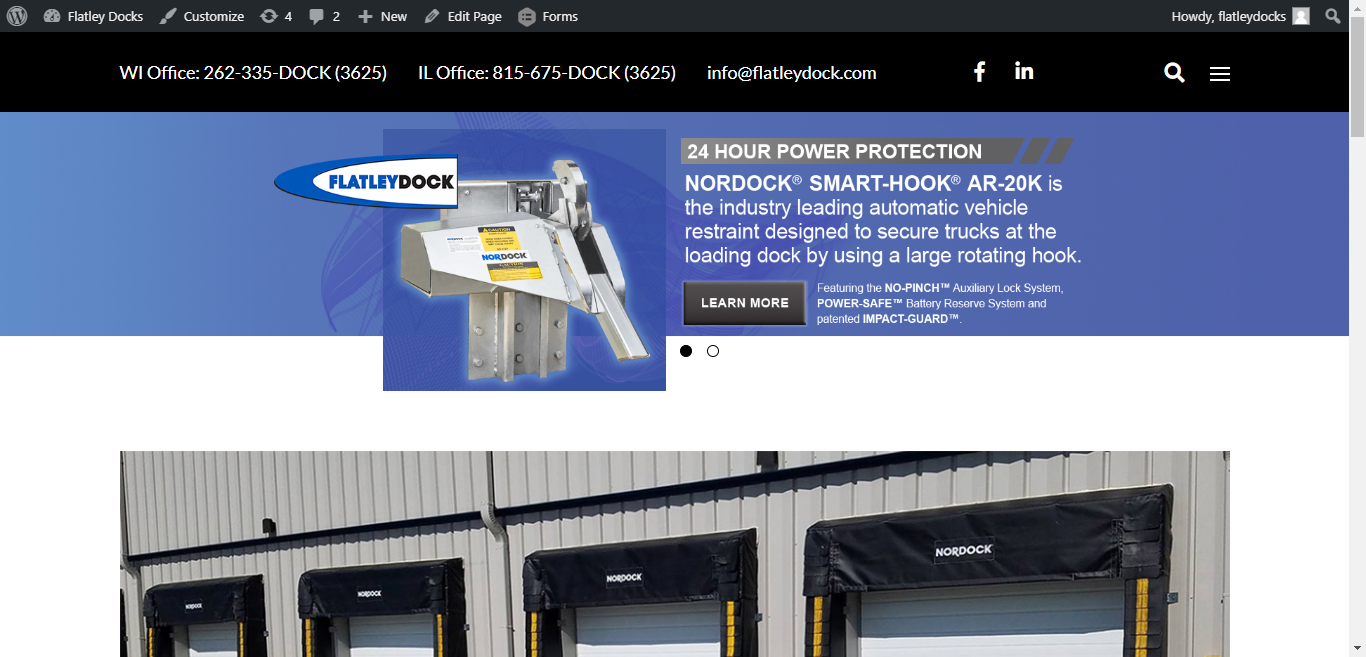 Flatley Docks Customize 4 2 New Edit Page Forms Howdy, flatleydocks
WI Office: 262-335-DOCK (3625) IL Office: 815-675-DOCK (3625) info@flatleydock.com
FLATLEYDOCK
CAUTION
NORDOCK
24 HOUR POWER PROTECTION
NORDOCK® SMART-HOOK® AR-20K is
the industry leading automatic vehicle
restraint designed to secure trucks at the
loading dock by using a large rotating hook.
LEARN MORE
Featuring the NO-PINCH™ Auxiliary Lock System,
POWER-SAFE™ Battery Reserve System and
patented IMPACT-GUARD™.
NORDOCK
NORDOCK
NORDOCK
NORDOCK